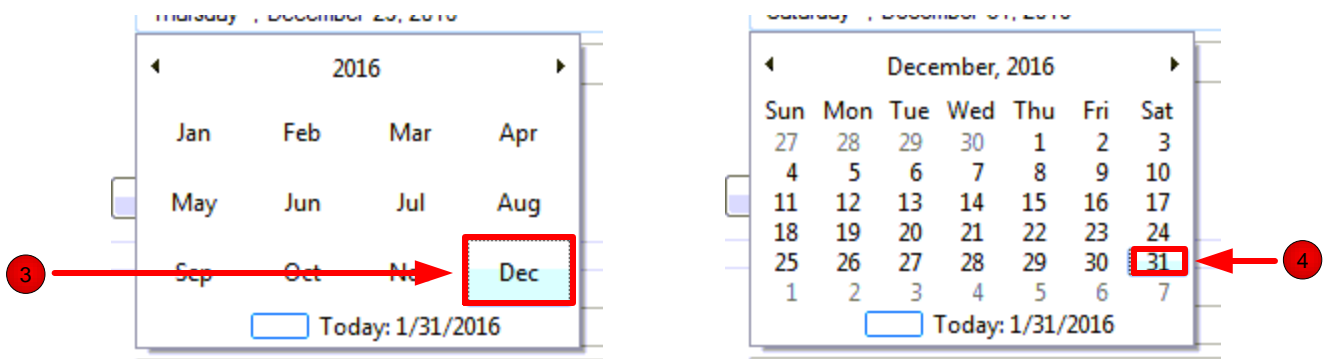 2016
Jan Feb Mar Apr
May Jun Jul Aug
3
Sep Oct Nov Dec
Today: 1/31/2016
December, 2016
Sun Mon Tue Wed Thu Fri Sat
27 28 29 30 1 2 3
4 5 6 7 8 9 10
11 12 13 14 15 16 17
18 19 20 21 22 23 24
25 26 27 28 29 30 31
4
1 2 3 4 5 6 7
Today: 1/31/2016